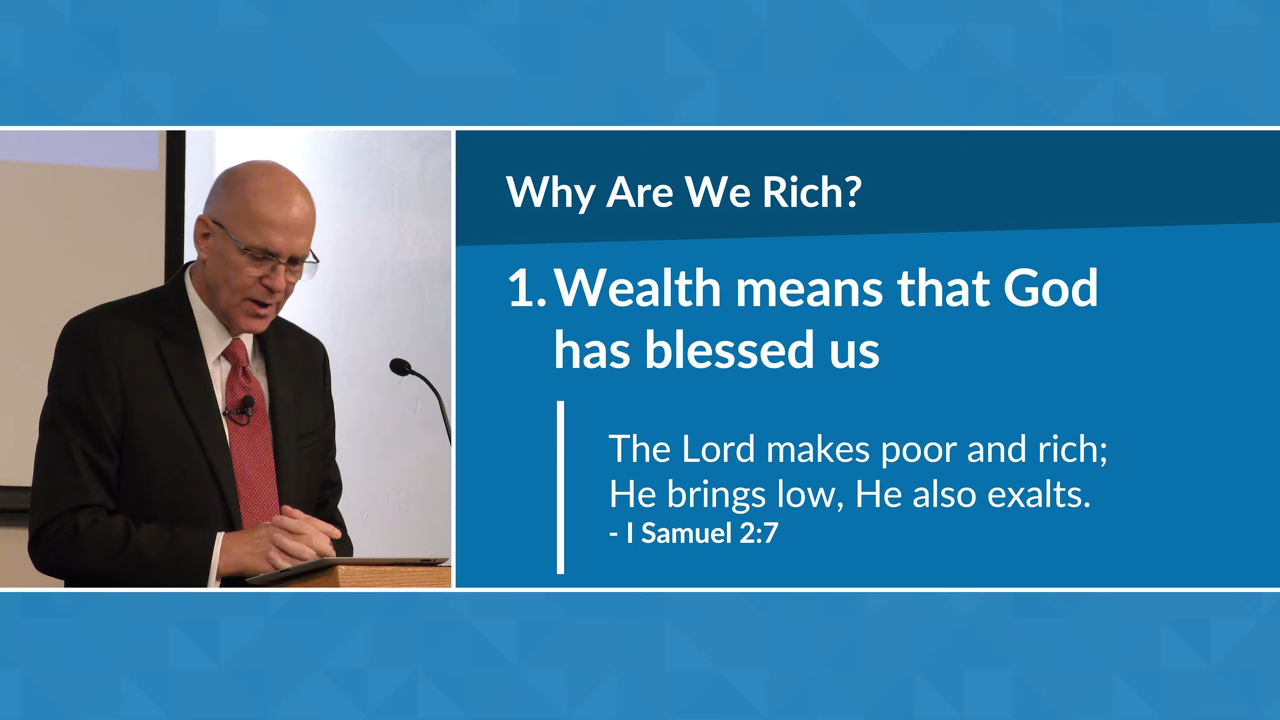 Why Are We Rich?
1. Wealth means that God
has blessed us
The Lord makes poor and rich;
He brings low, He also exalts.
- I Samuel 2:7